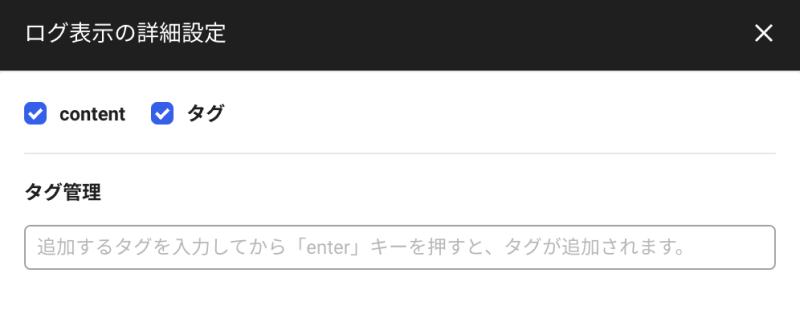 ログ表示の詳細設定
content タグ
タグ管理
追加するタグを入力してから「enter」キーを押すと、タグが追加されます。